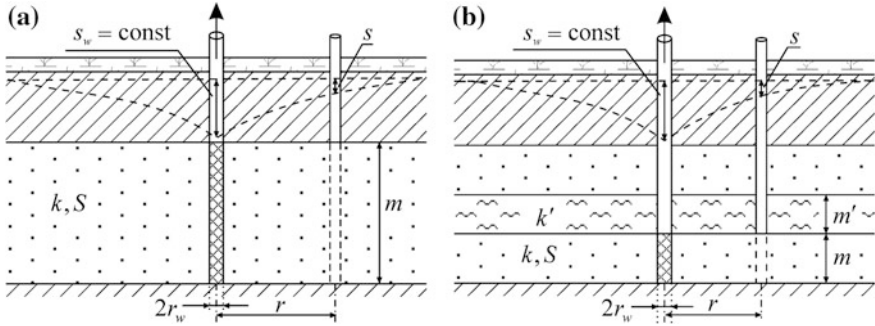 (a)
s_w = const
s
k, S
m
2r_w
r
(b)
s_w = const
s
k'
m'
k, S
m
2r_w
r